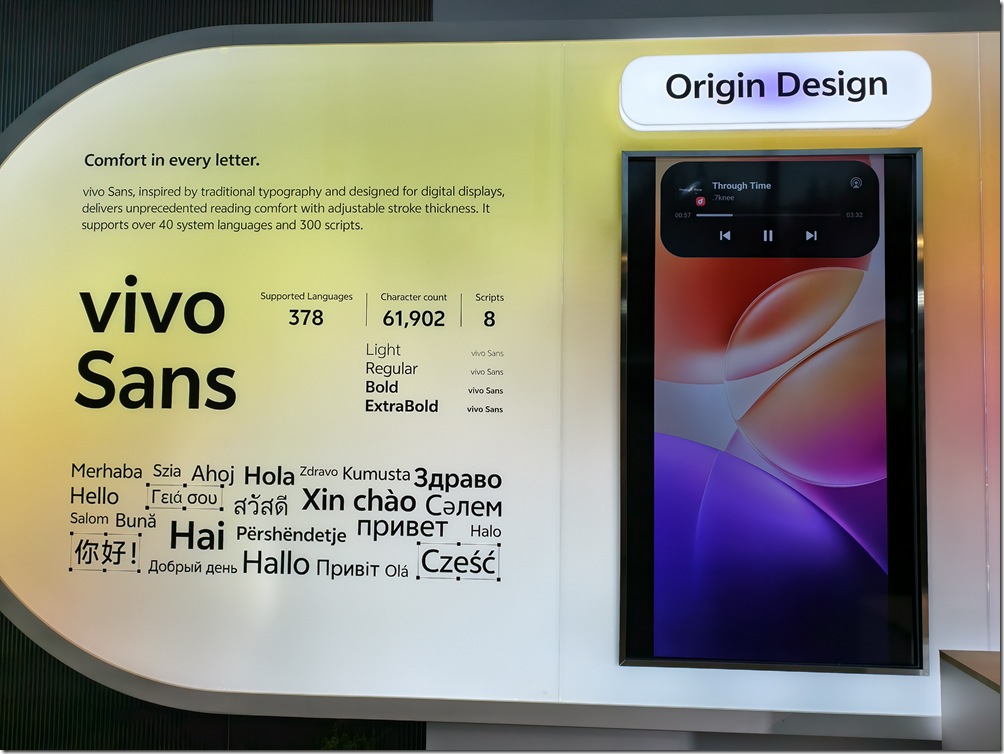 Origin Design
Comfort in every letter.
vivo Sans, inspired by traditional typography and designed for digital displays,
delivers unprecedented reading comfort with adjustable stroke thickness. It
supports over 40 system languages and 300 scripts.
vivo
Sans
Supported Languages Character count Scripts
378 61,902 8
Light vivo Sans
Regular vivo Sans
Bold vivo Sans
ExtraBold vivo Sans
Merhaba Szia Ahoj Hola Zdravo Kumusta Здраво
Hello Γειά σου สวัสดี Xin chào Сәлем
Salom Bună Hai Përshëndetje привет Halo
你好! Добрый день Hallo Привіт Olá Cześć
Through Time
.7knee
00:57 03:32